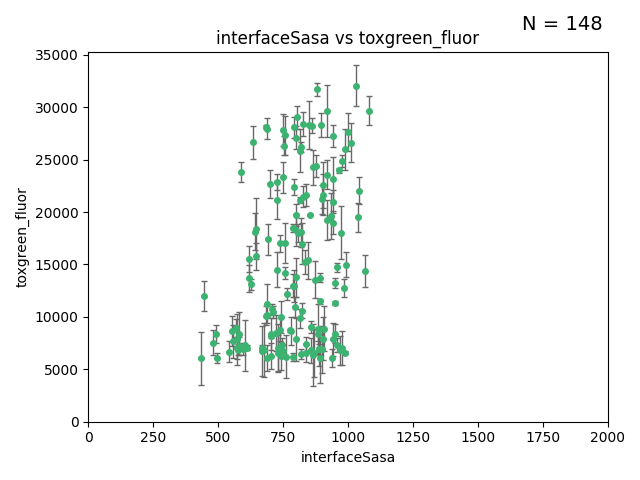 N = 148
interfaceSasa vs toxgreen_fluor
35000
30000
25000
20000
15000
10000
5000
0
toxgreen_fluor
0 250 500 750 1000 1250 1500 1750 2000
interfaceSasa